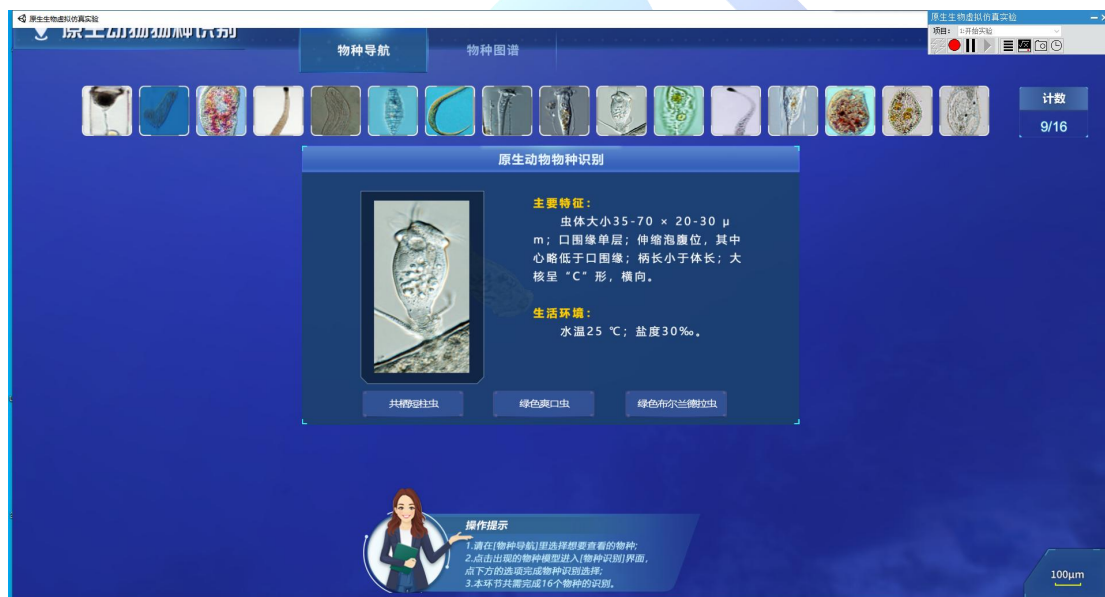 原生生物虚拟仿真实验
原生动物物种识别
物种导航
物种图谱
原生生物虚拟仿真实验
项目: 1:开始实验
计数
9/16
原生动物物种识别
主要特征：
虫体大小35-70 × 20-30 μ
m；口围缘单层；伸缩泡腹位，其中
心略低于口围缘；柄长小于体长；大
核呈“C”形，横向。
生活环境：
水温25 ℃；盐度30‰。
共栖短柱虫
绿色爽口虫
绿色布尔兰德拉虫
操作提示
1.请在[物种导航]里选择想要查看的物种;
2.点击出现的物种模型进入[物种识别]界面,
点下方的选项完成物种识别选择;
3.本环节共需完成16个物种的识别。
100μm